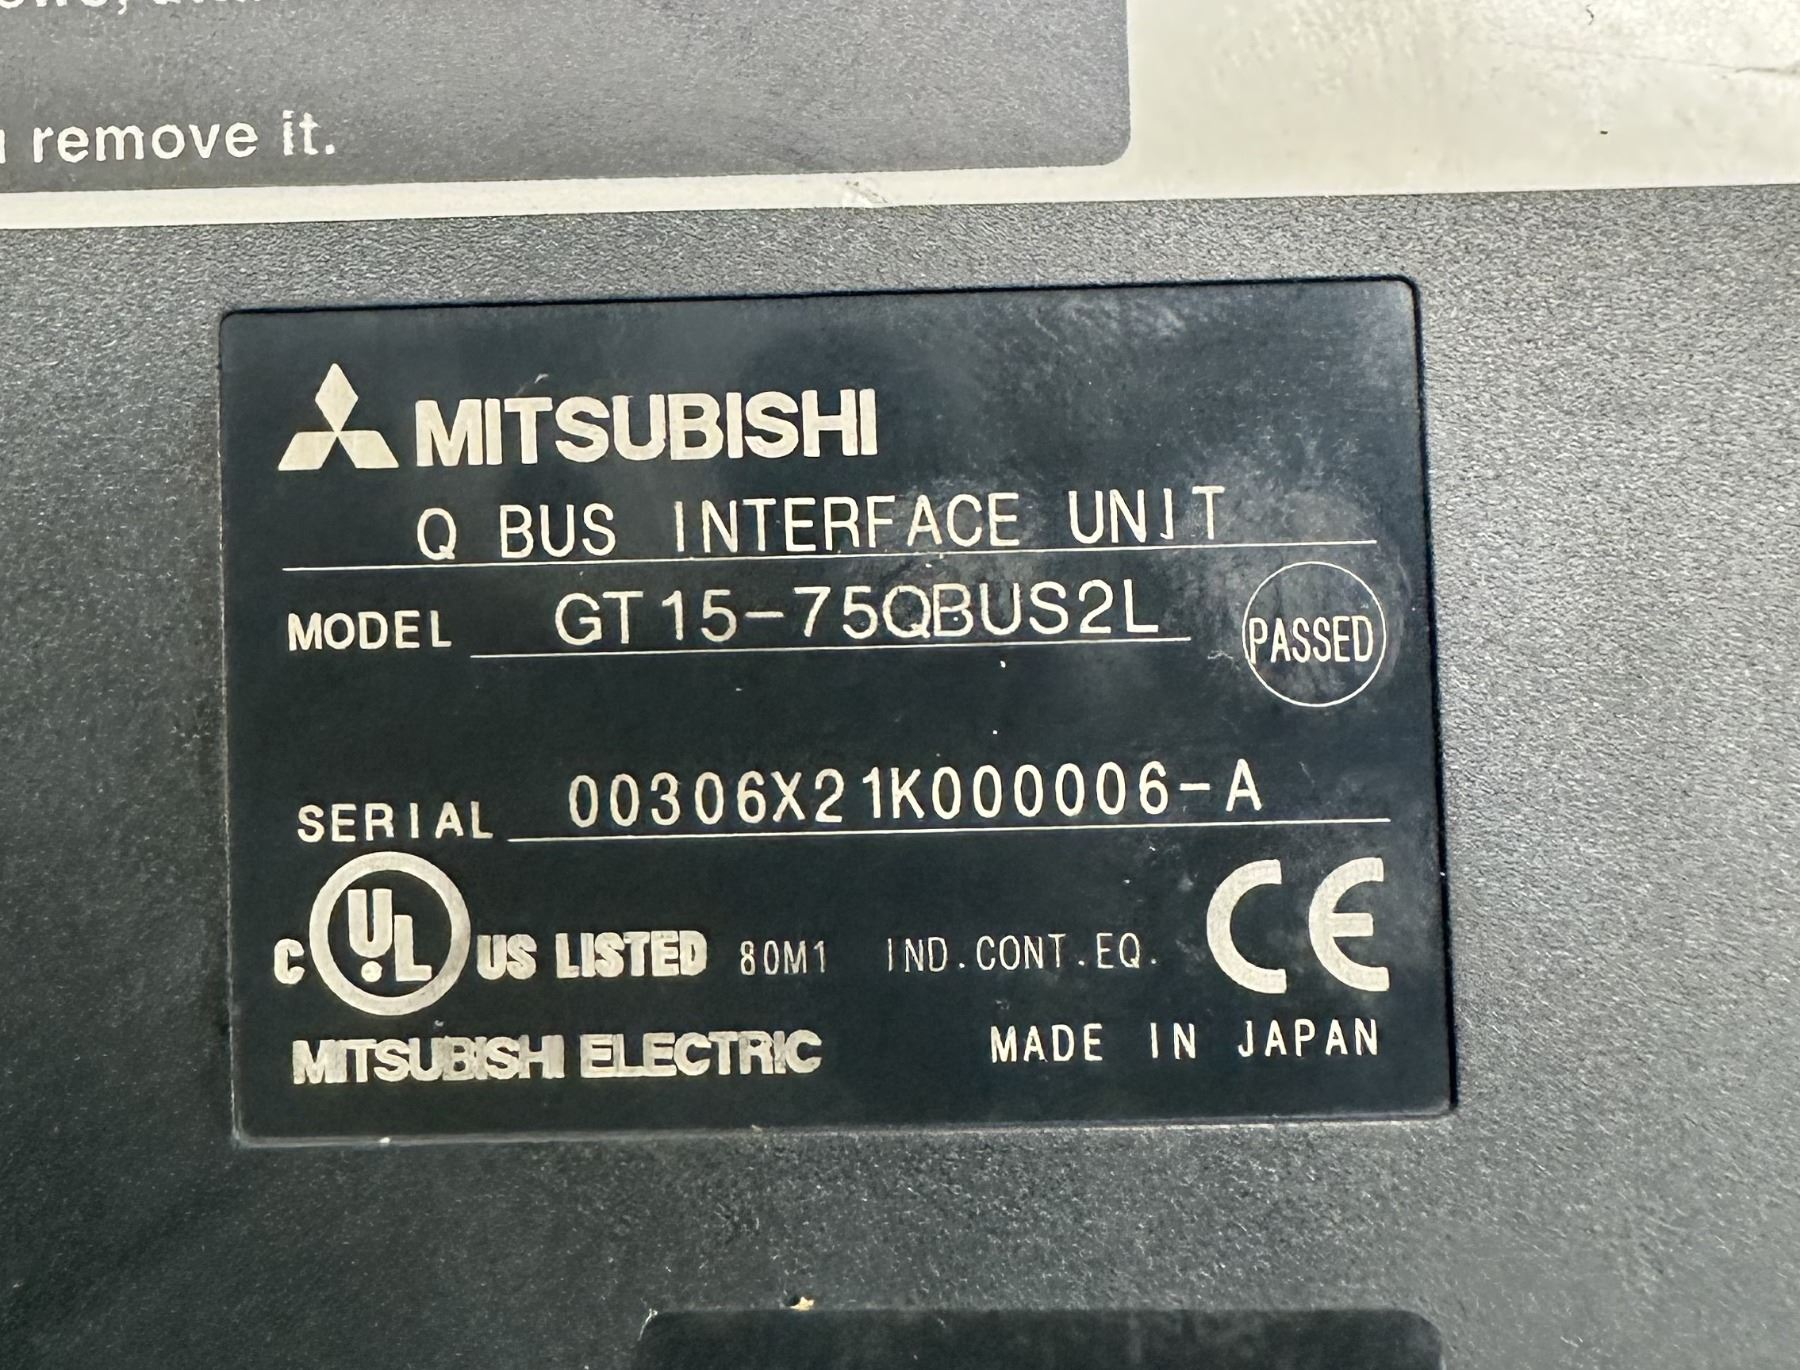 remove it.
MITSUBISHI
Q BUS INTERFACE UNIT
MODEL GT15-75QBUS2L
PASSED
SERIAL 00306X21K000006-A
C UL US LISTED 80M1 IND.CONT.EQ. CE
MITSUBISHI ELECTRIC MADE IN JAPAN